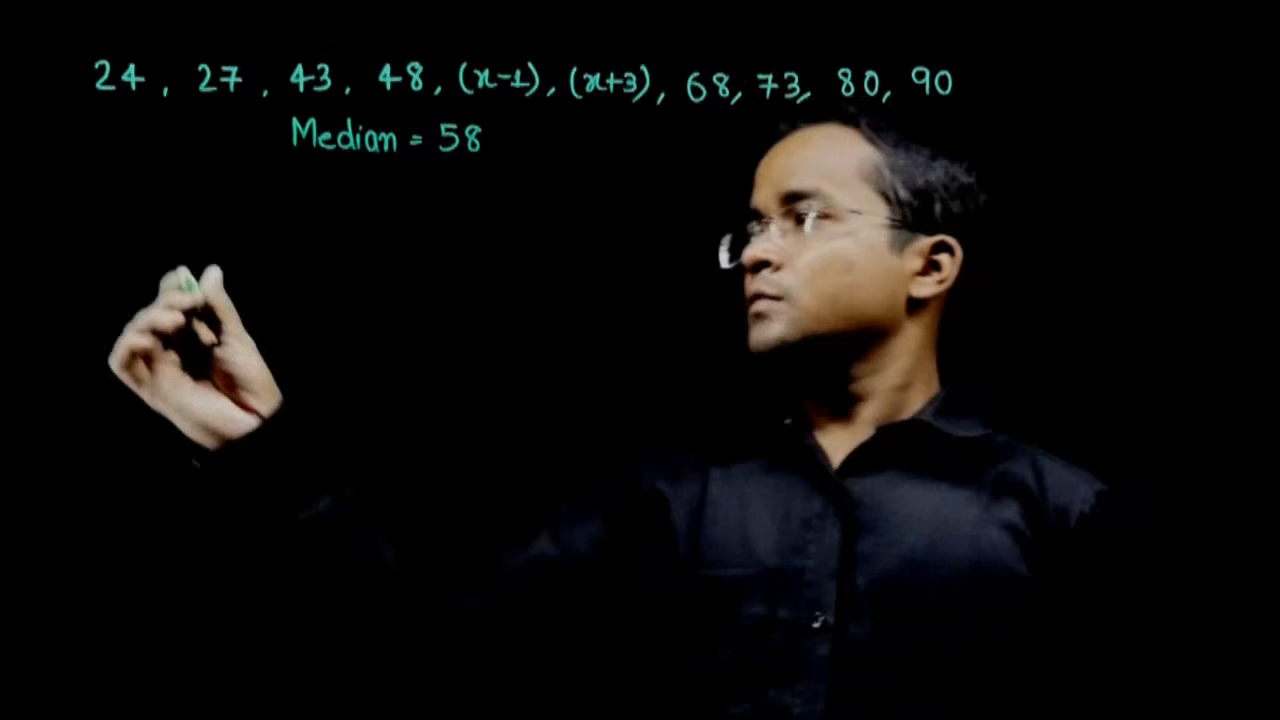 24, 27, 43, 48, (x-1), (x+3), 68, 73, 80, 90
Median = 58